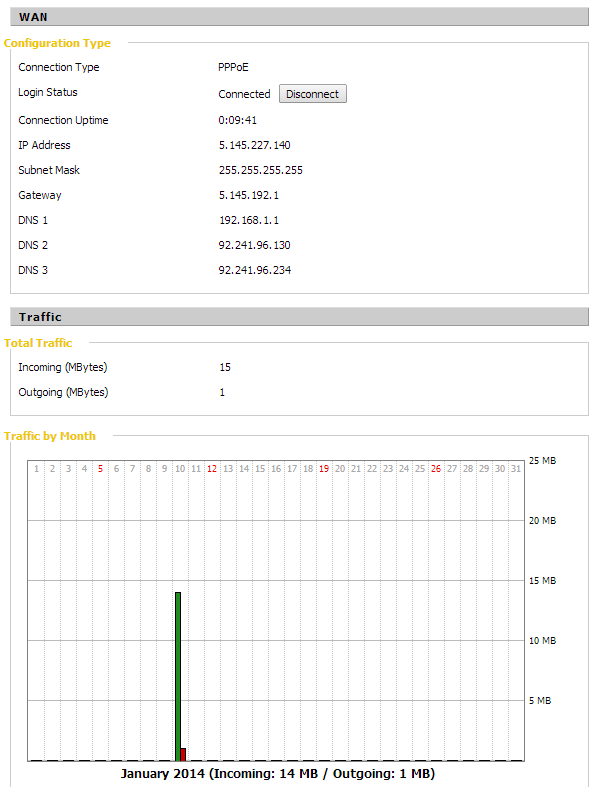 WAN
Configuration Type
Connection Type PPPoE
Login Status Connected Disconnect
Connection Uptime 0:09:41
IP Address 5.145.227.140
Subnet Mask 255.255.255.255
Gateway 5.145.192.1
DNS 1 192.168.1.1
DNS 2 92.241.96.130
DNS 3 92.241.96.234
Traffic
Total Traffic
Incoming (MBytes) 15
Outgoing (MBytes) 1
Traffic by Month
25 MB
1 2 3 4 5 6 7 8 9 10 11 12 13 14 15 16 17 18 19 20 21 22 23 24 25 26 27 28 29 30 31
20 MB
15 MB
10 MB
5 MB
January 2014 (Incoming: 14 MB / Outgoing: 1 MB)